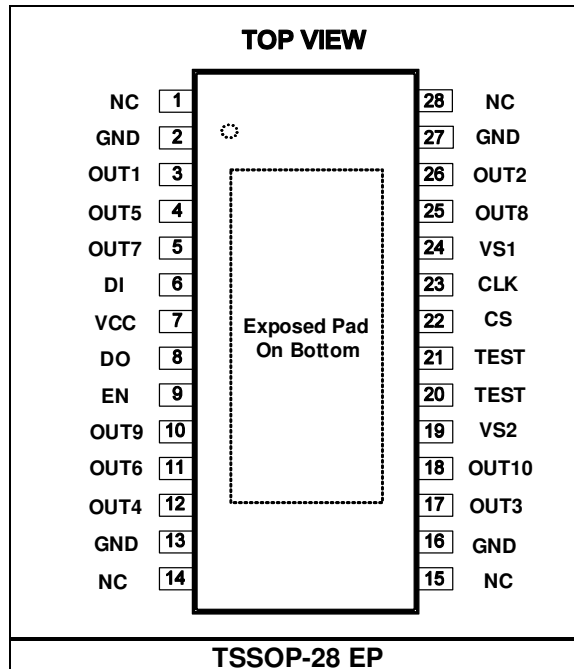 TOP VIEW
NC 1
GND 2
OUT1 3
OUT5 4
OUT7 5
DI 6
VCC 7
DO 8
EN 9
OUT9 10
OUT6 11
OUT4 12
GND 13
NC 14
Exposed Pad
On Bottom
28 NC
27 GND
26 OUT2
25 OUT8
24 VS1
23 CLK
22 CS
21 TEST
20 TEST
19 VS2
18 OUT10
17 OUT3
16 GND
15 NC
TSSOP-28 EP